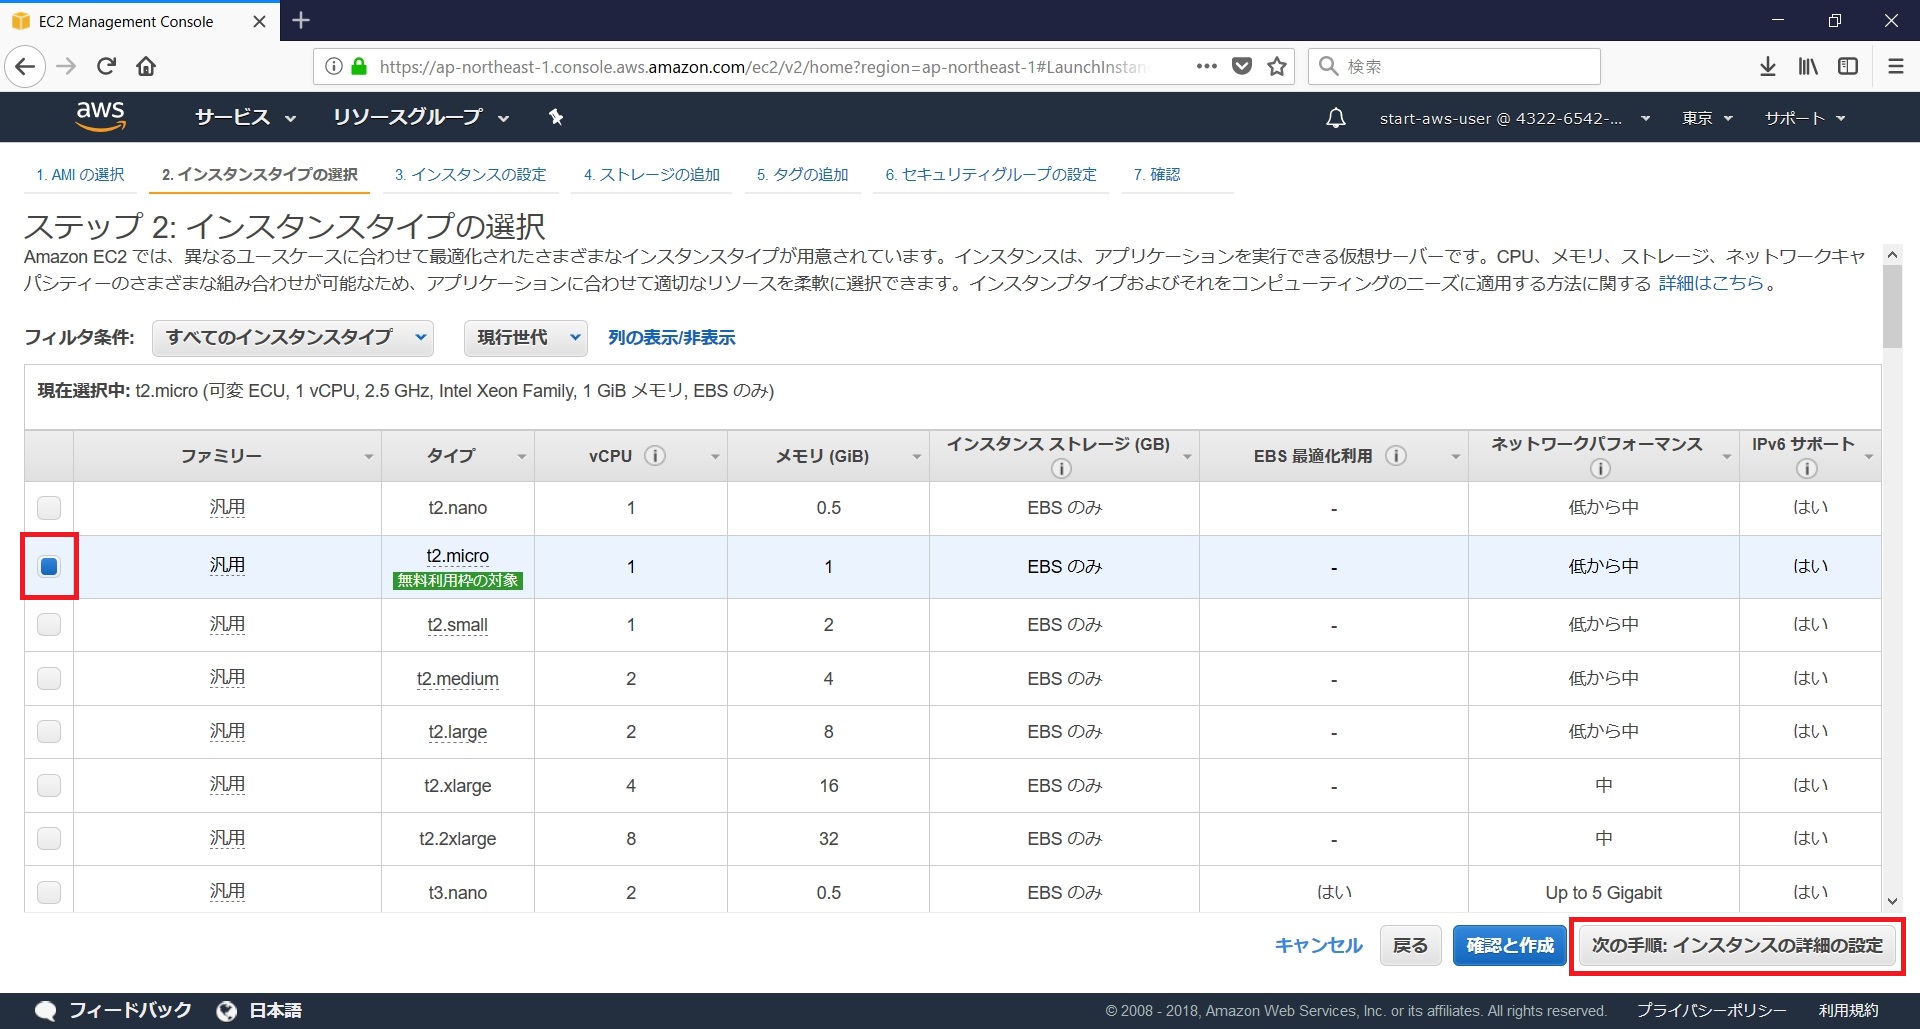 EC2 Management Console
https://ap-northeast-1.console.aws.amazon.com/ec2/v2/home?region=ap-northeast-1#LaunchInstan
検索
aws
サービス
リソースグループ
start-aws-user @ 4322-6542-...
東京
サポート
1. AMI の選択
2. インスタンスタイプの選択
3. インスタンスの設定
4. ストレージの追加
5. タグの追加
6. セキュリティグループの設定
7. 確認
ステップ 2: インスタンスタイプの選択
Amazon EC2 では、異なるユースケースに合わせて最適化されたさまざまなインスタンスタイプが用意されています。インスタンスは、アプリケーションを実行できる仮想サーバーです。CPU、メモリ、ストレージ、ネットワークキャ
パシティーのさまざまな組み合わせが可能なため、アプリケーションに合わせて適切なリソースを柔軟に選択できます。インスタンプタイプおよびそれをコンピューティングのニーズに適用する方法に関する 詳細はこちら。
フィルタ条件: すべてのインスタンスタイプ 現行世代 列の表示/非表示
現在選択中: t2.micro (可変 ECU, 1 vCPU, 2.5 GHz, Intel Xeon Family, 1 GiB メモリ, EBS のみ)
ファミリー タイプ vCPU メモリ (GiB) インスタンス ストレージ (GB) EBS 最適化利用 ネットワークパフォーマンス IPv6 サポート
汎用 t2.nano 1 0.5 EBS のみ - 低から中 はい
汎用 t2.micro 1 1 EBS のみ - 低から中 はい
無料利用枠の対象
汎用 t2.small 1 2 EBS のみ - 低から中 はい
汎用 t2.medium 2 4 EBS のみ - 低から中 はい
汎用 t2.large 2 8 EBS のみ - 低から中 はい
汎用 t2.xlarge 4 16 EBS のみ - 中 はい
汎用 t2.2xlarge 8 32 EBS のみ - 中 はい
汎用 t3.nano 2 0.5 EBS のみ はい Up to 5 Gigabit はい
キャンセル 戻る 確認と作成 次の手順: インスタンスの詳細の設定
フィードバック 日本語 © 2008 - 2018, Amazon Web Services, Inc. or its affiliates. All rights reserved. プライバシーポリシー 利用規約